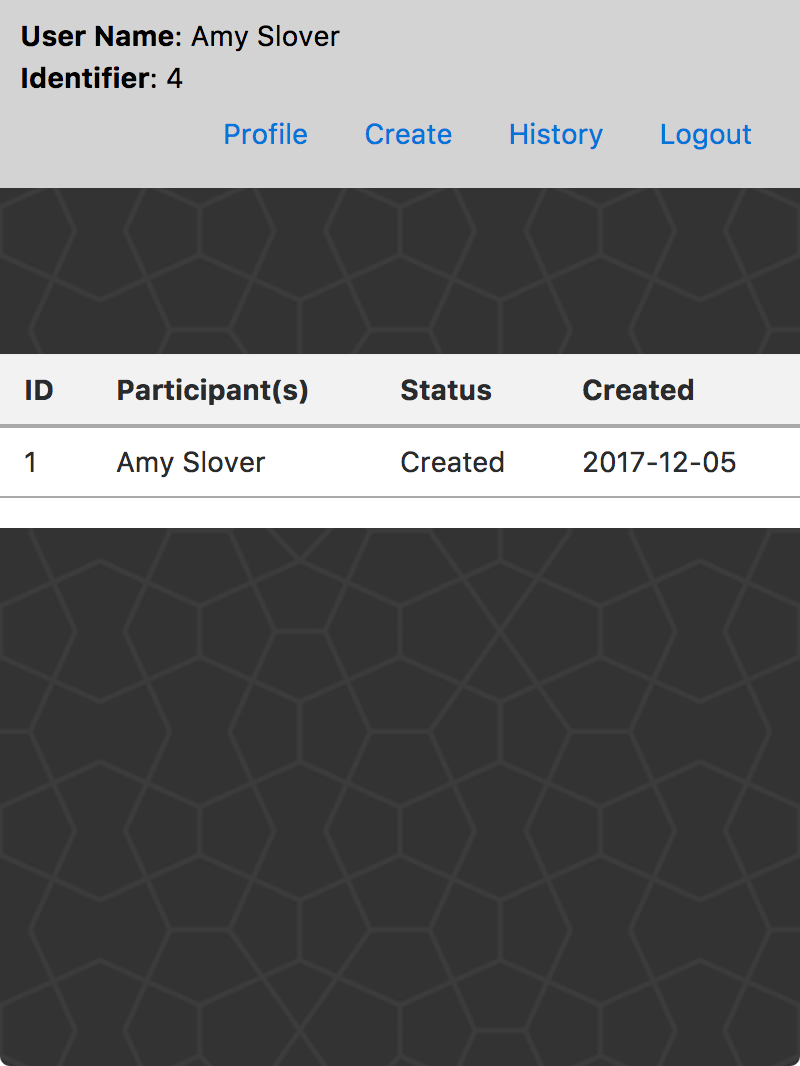 User Name: Amy Slover
Identifier: 4
Profile Create History Logout
ID Participant(s) Status Created
1 Amy Slover Created 2017-12-05